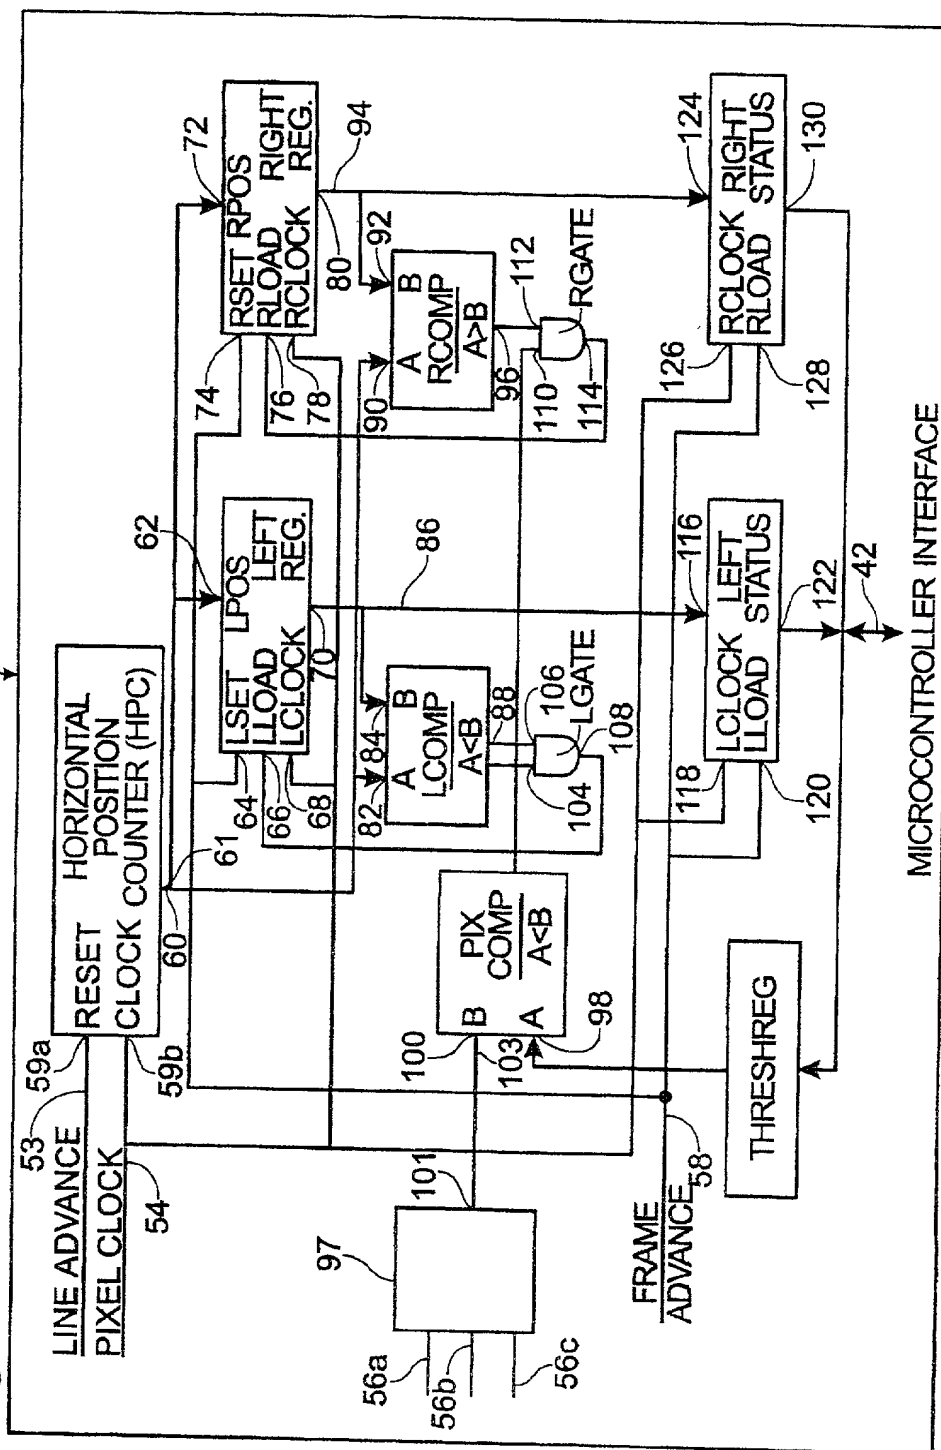 LINE ADVANCE
53
59a
RESET
HORIZONTAL
POSITION
COUNTER (HPC)
PIXEL CLOCK
54
59b
CLOCK
60
61
62
LSET
LPOS
LLOAD
LEFT
LCLOCK
REG.
64
66
68
70
72
RSET
RPOS
RLOAD
RIGHT
RCLOCK
REG.
74
76
78
80
94
82
84
A
B
LCOMP
A<B
86
88
90
92
A
B
RCOMP
A>B
96
104
106
LGATE
108
110
112
RGATE
114
97
56a
56b
56c
101
100
103
98
B
A
PIX
COMP
A<B
FRAME
ADVANCE
58
THRESHREG
118
120
LCLOCK
LLOAD
LEFT
STATUS
116
122
126
128
RCLOCK
RLOAD
RIGHT
STATUS
124
130
42
MICROCONTROLLER INTERFACE